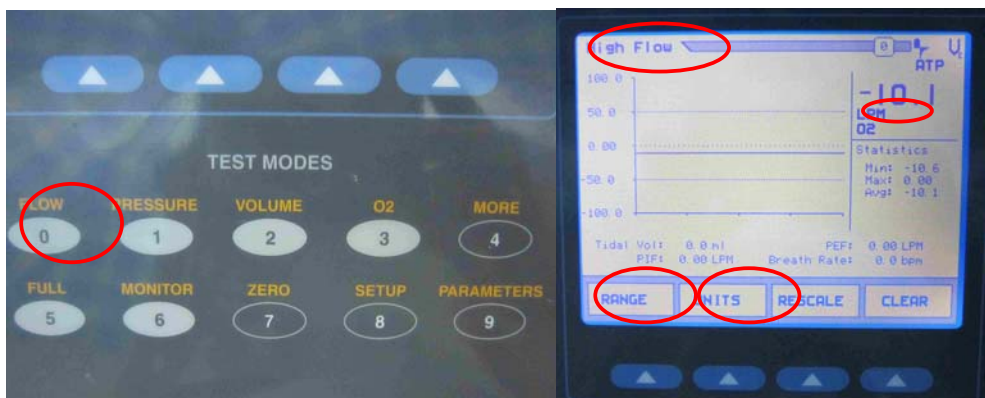 TEST MODES
FLOW PRESSURE VOLUME O2 MORE
0 1 2 3 4
FULL MONITOR ZERO SETUP PARAMETERS
5 6 7 8 9
High Flow 0 ATP
100.0
50.0
0.00
-50.0
-100.0
-10.1
LPM
O2
Statistics
Min: -10.6
Max: 0.00
Avg: -10.1
Tidal Vol: 0.0 ml PEF: 0.00 LPM
PIF: 0.00 LPM Breath Rate: 0.0 bpm
RANGE UNITS RESCALE CLEAR